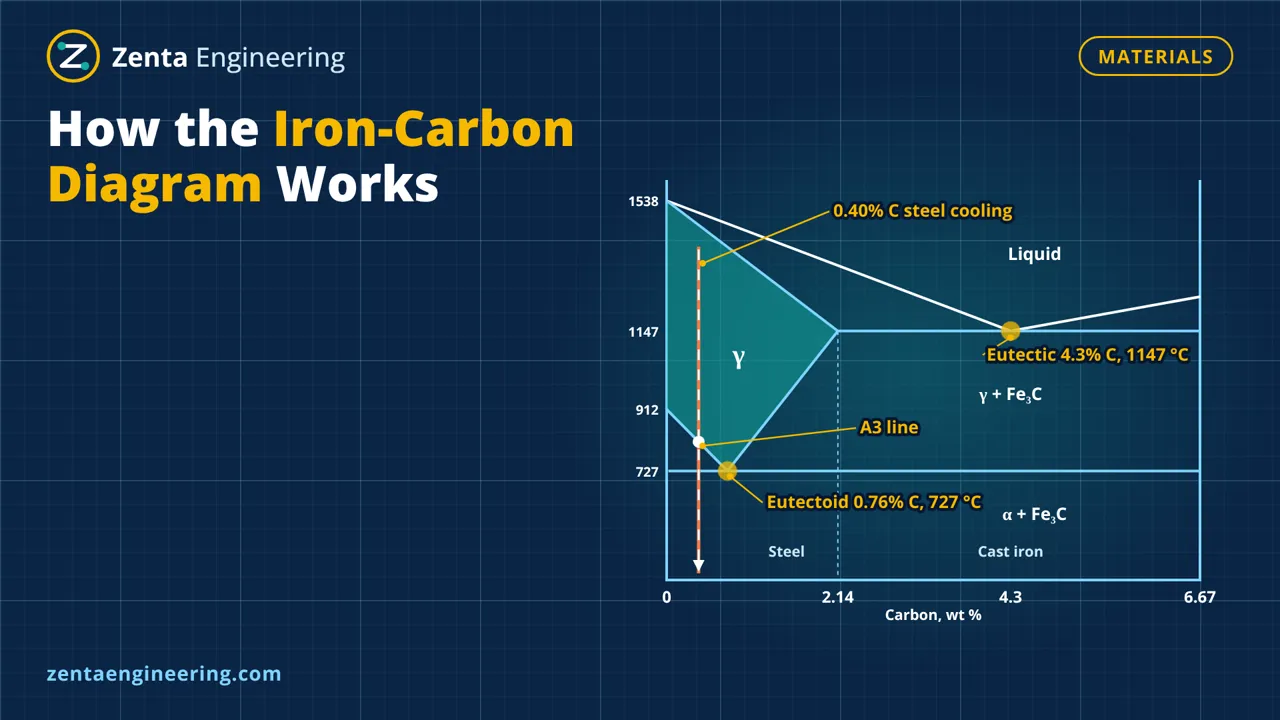 Zenta Engineering
MATERIALS
How the Iron-Carbon
Diagram Works
1538
0.40% C steel cooling
Liquid
1147
γ
Eutectic 4.3% C, 1147 °C
γ + Fe₃C
912
A3 line
727
Eutectoid 0.76% C, 727 °C
α + Fe₃C
Steel
Cast iron
0
2.14
4.3
6.67
Carbon, wt %
zentaengineering.com